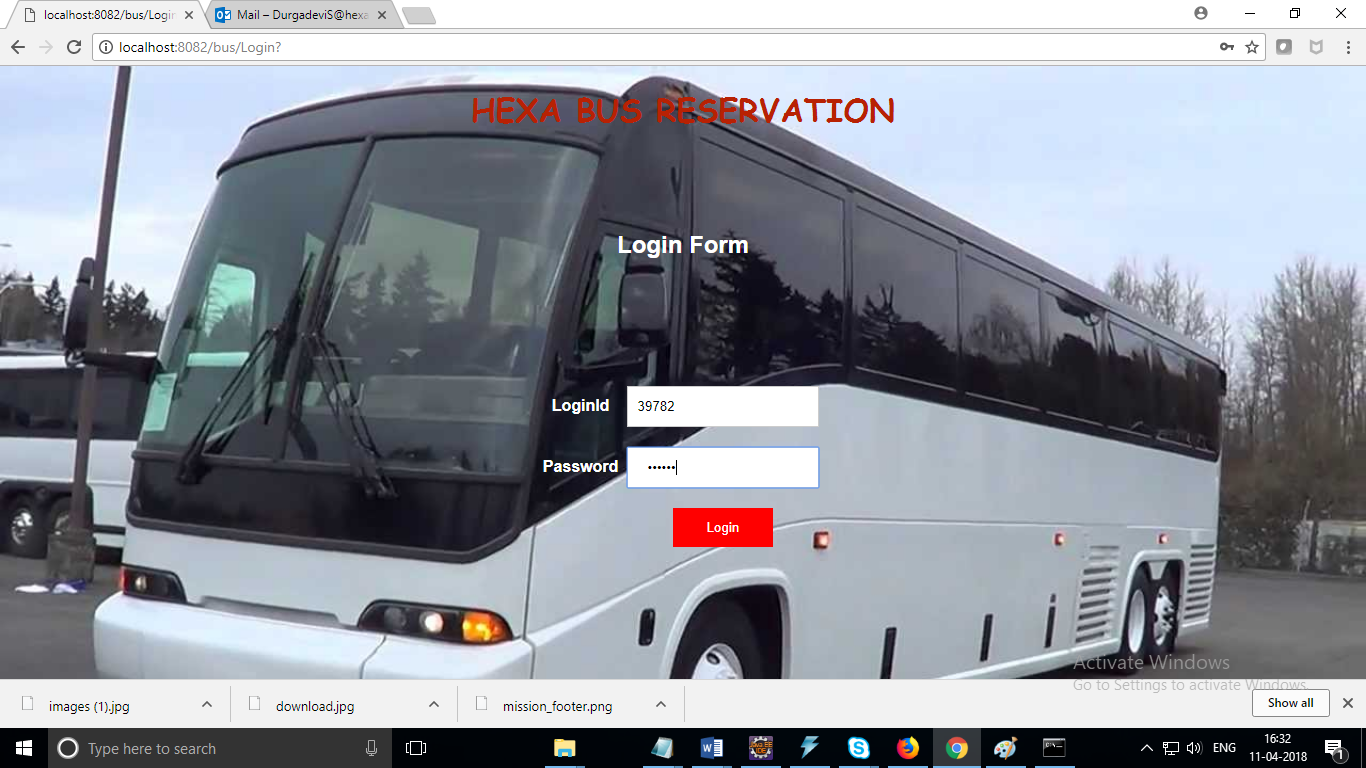 localhost:8082/bus/Login
Mail – DurgadeviS@hexa
localhost:8082/bus/Login?
HEXA BUS RESERVATION
Login Form
LoginId
39782
Password
••••••
Login
Activate Windows
Go to Settings to activate Windows.
images (1).jpg
download.jpg
mission_footer.png
Show all
Type here to search
ENG
16:32
11-04-2018
1